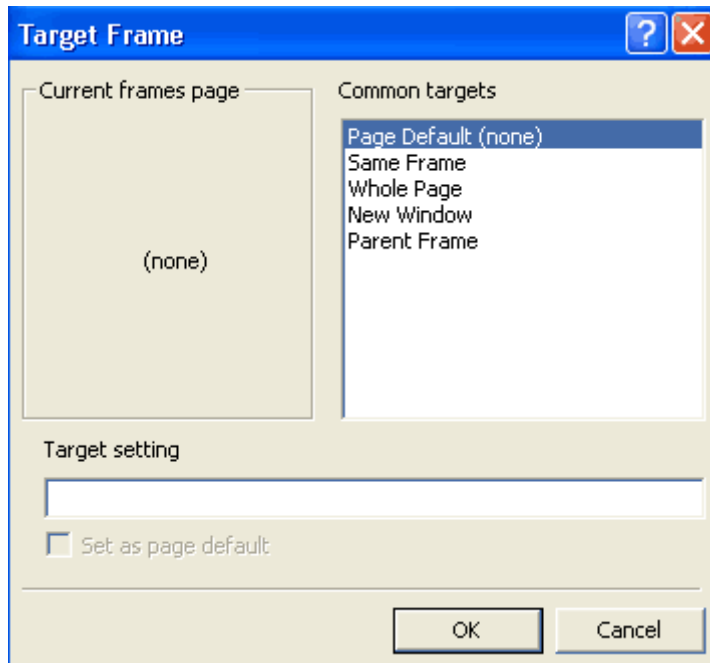 Target Frame
Current frames page
(none)
Common targets
Page Default (none)
Same Frame
Whole Page
New Window
Parent Frame
Target setting
Set as page default
OK
Cancel